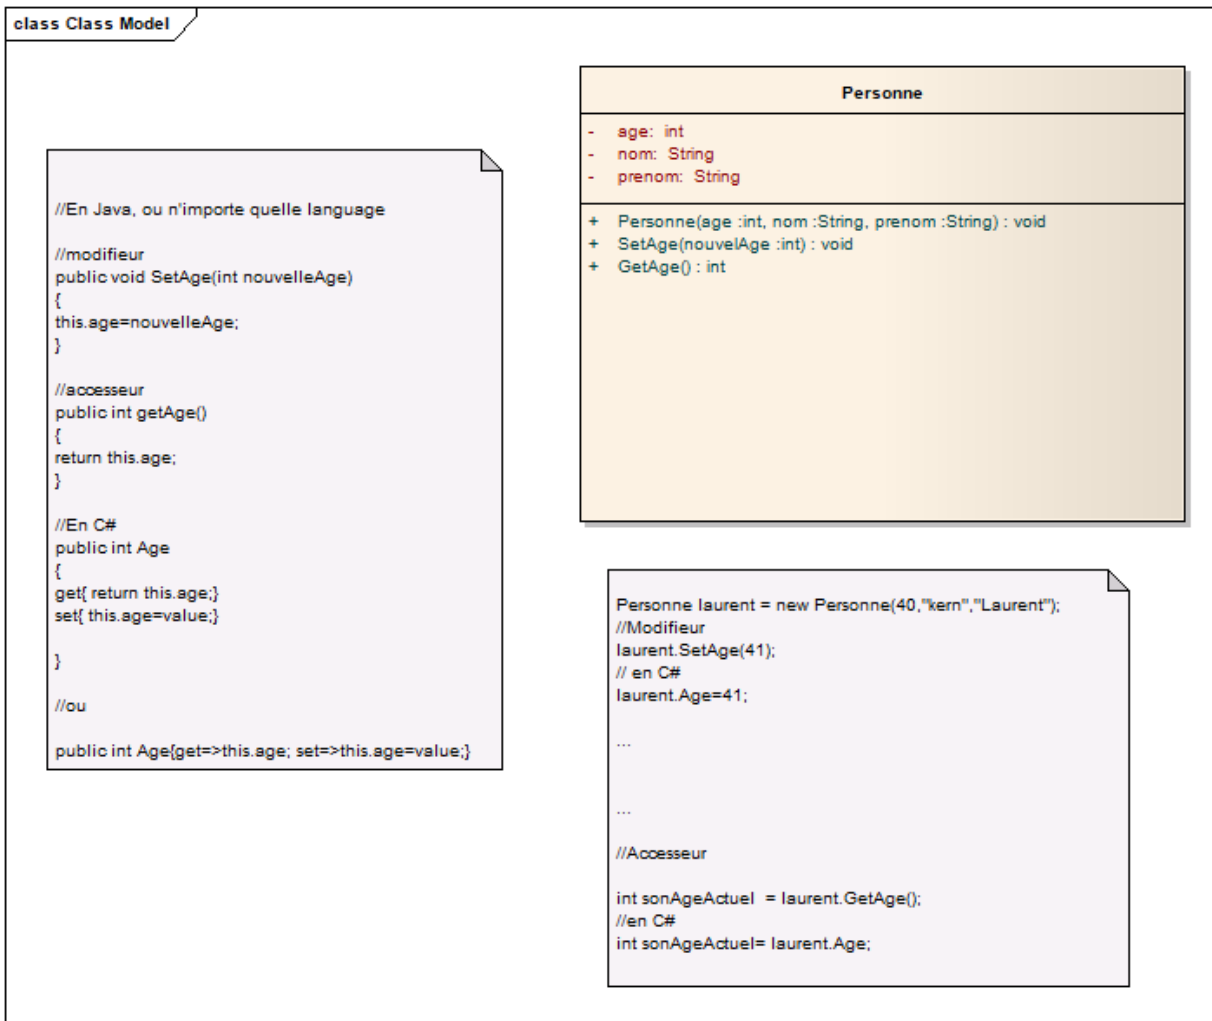 class Class Model
//En Java, ou n'importe quelle language
//modifieur
public void SetAge(int nouvelleAge)
{
this.age=nouvelleAge;
}
//accesseur
public int getAge()
{
return this.age;
}
//En C#
public int Age
{
get{ return this.age;}
set{ this.age=value;}
}
//ou
public int Age{get=>this.age; set=>this.age=value;}
Personne
- age: int
- nom: String
- prenom: String
+ Personne(age :int, nom :String, prenom :String) : void
+ SetAge(nouvelAge :int) : void
+ GetAge() : int
Personne laurent = new Personne(40,"kern","Laurent");
//Modifieur
laurent.SetAge(41);
// en C#
laurent.Age=41;
...
...
//Accesseur
int sonAgeActuel = laurent.GetAge();
//en C#
int sonAgeActuel= laurent.Age;